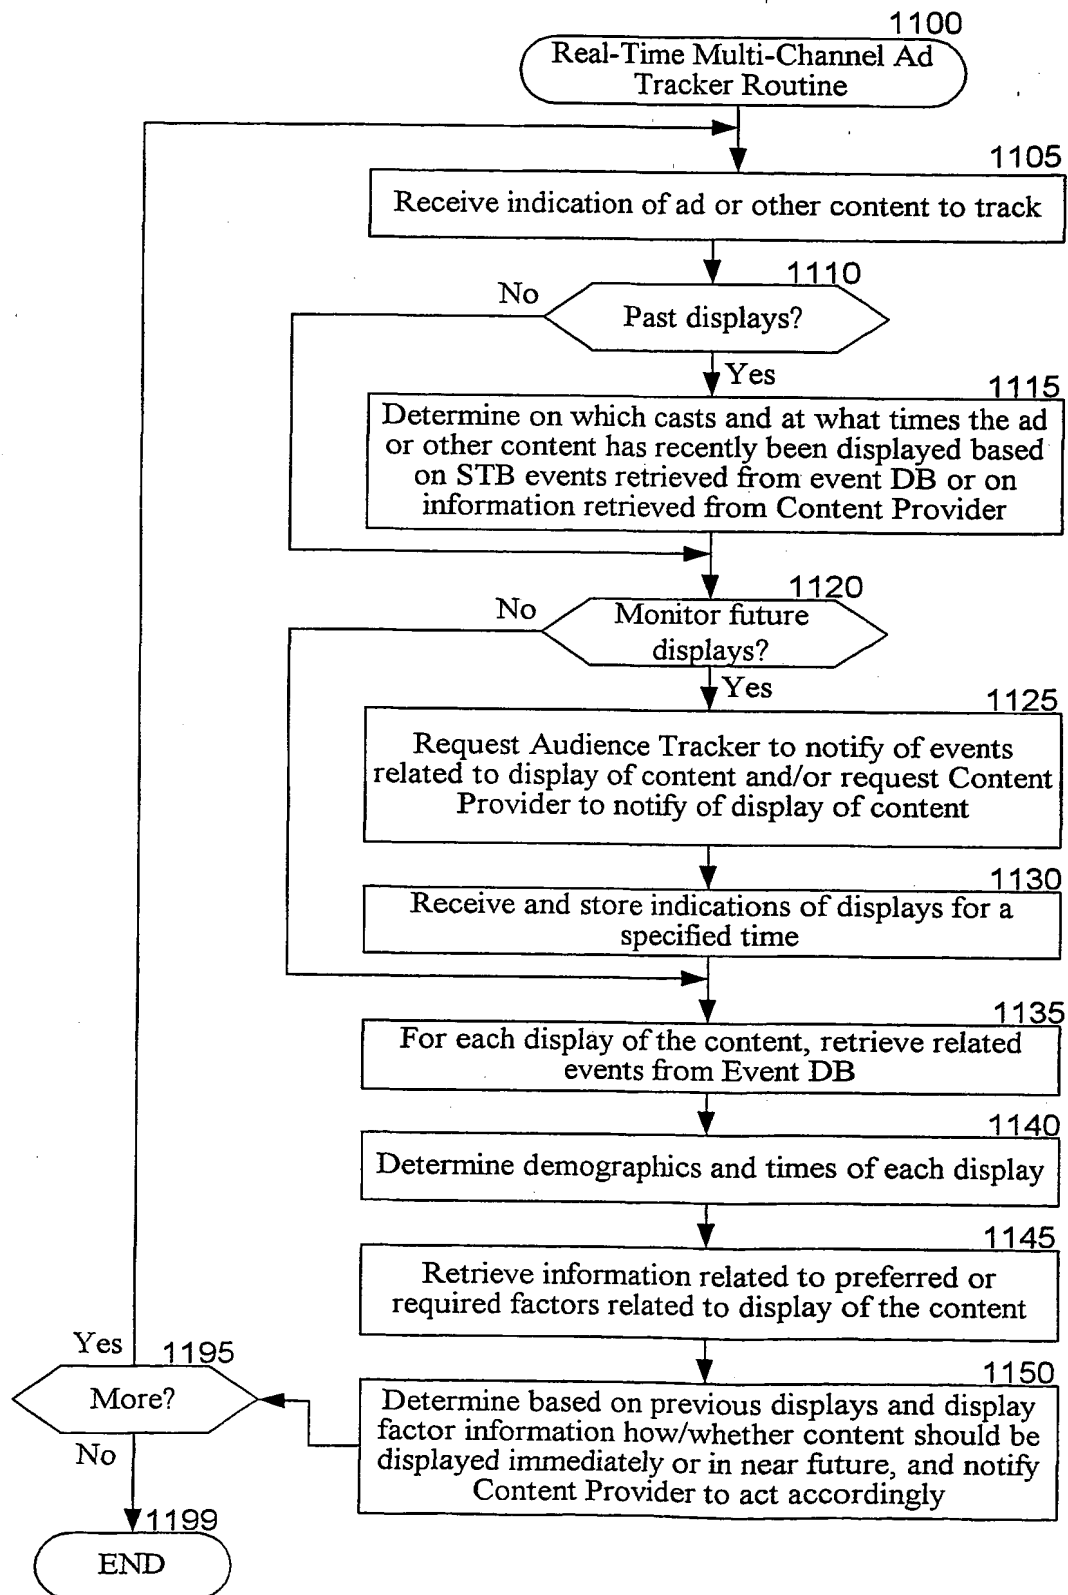 1100
Real-Time Multi-Channel Ad
Tracker Routine
1105
Receive indication of ad or other content to track
1110
No
Past displays?
Yes
1115
Determine on which casts and at what times the ad
or other content has recently been displayed based
on STB events retrieved from event DB or on
information retrieved from Content Provider
1120
No
Monitor future
displays?
Yes
1125
Request Audience Tracker to notify of events
related to display of content and/or request Content
Provider to notify of display of content
1130
Receive and store indications of displays for a
specified time
1135
For each display of the content, retrieve related
events from Event DB
1140
Determine demographics and times of each display
1145
Retrieve information related to preferred or
required factors related to display of the content
Yes
1195
More?
No
1150
Determine based on previous displays and display
factor information how/whether content should be
displayed immediately or in near future, and notify
Content Provider to act accordingly
1199
END